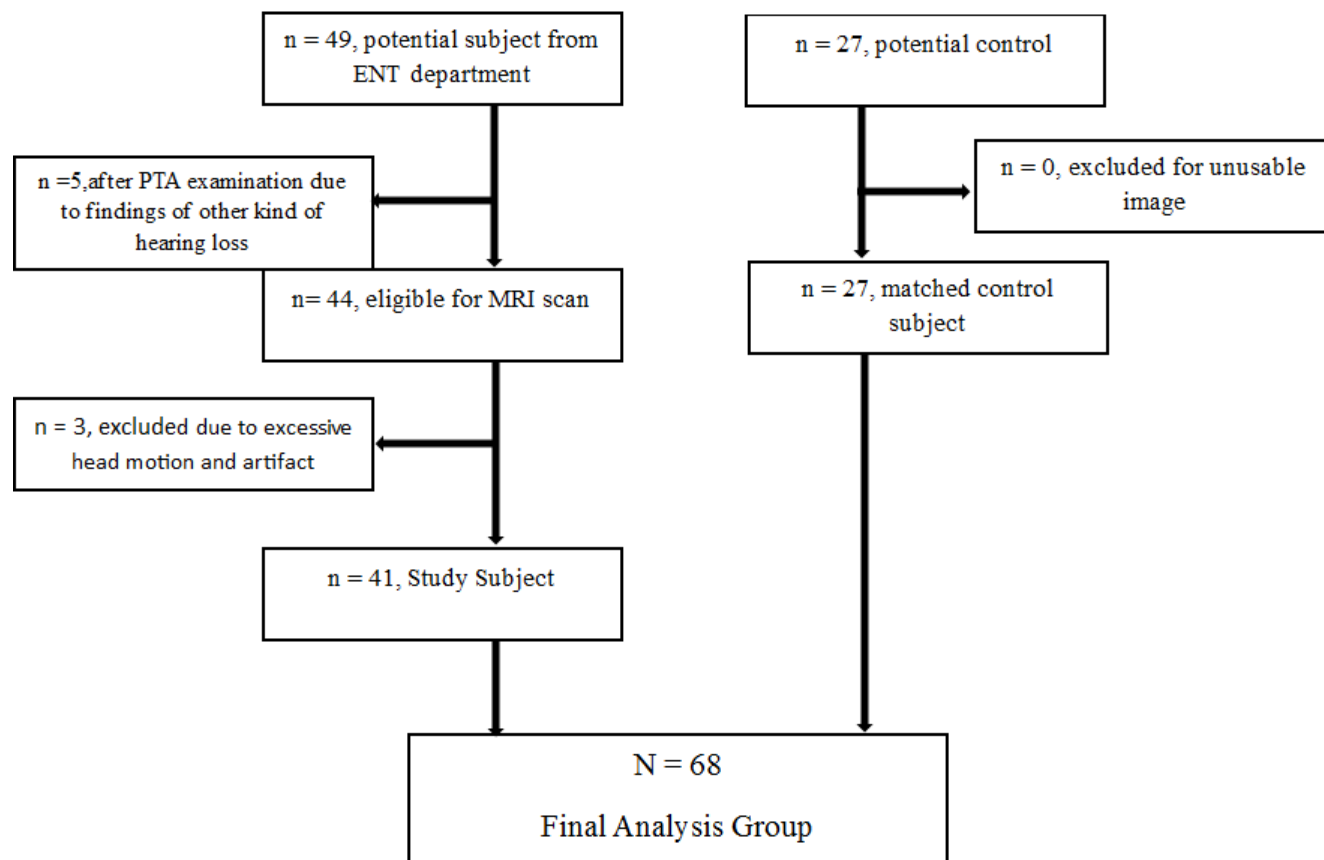 n = 49, potential subject from
ENT department
n = 27, potential control
n =5,after PTA examination due
to findings of other kind of
hearing loss
n = 0, excluded for unusable
image
n= 44, eligible for MRI scan
n = 27, matched control
subject
n = 3, excluded due to excessive
head motion and artifact
n = 41, Study Subject
N = 68
Final Analysis Group